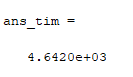 ans_tim =
4.6420e+03